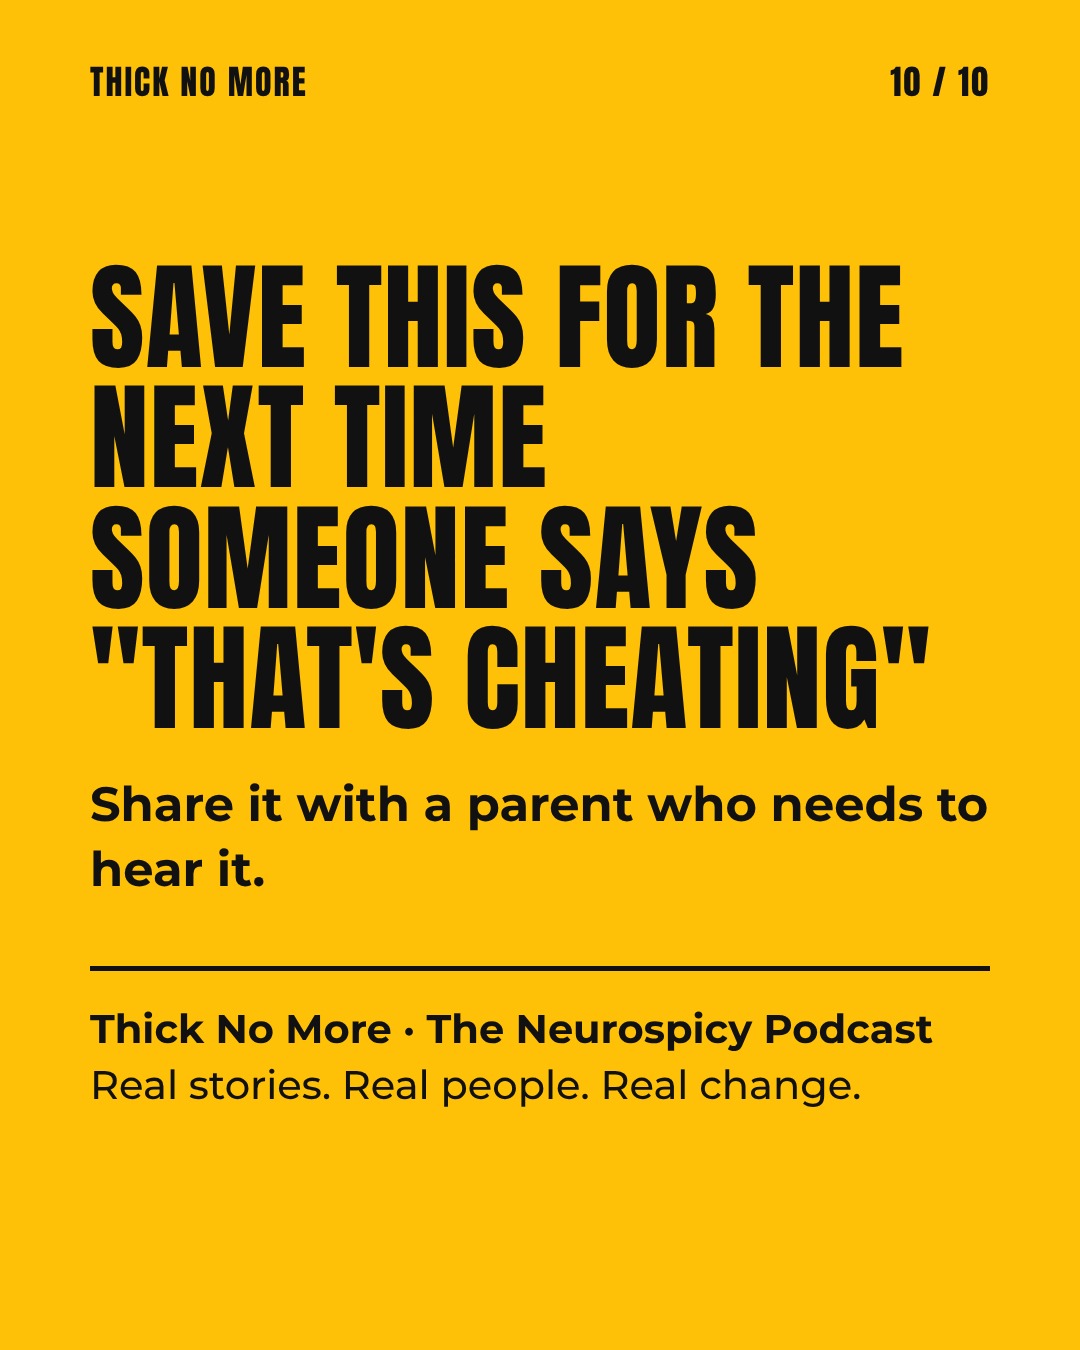 THICK NO MORE
10 / 10
SAVE THIS FOR THE
NEXT TIME
SOMEONE SAYS
"THAT'S CHEATING"
Share it with a parent who needs to
hear it.
Thick No More · The Neurospicy Podcast
Real stories. Real people. Real change.